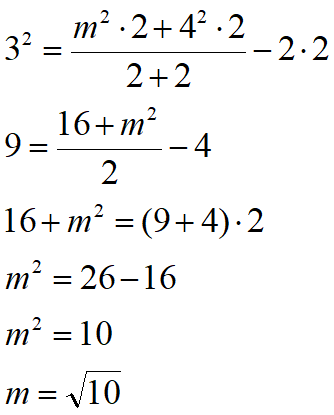 3² = (m² · 2 + 4² · 2) / (2 + 2) − 2 · 2
9 = (16 + m²) / 2 − 4
16 + m² = (9 + 4) · 2
m² = 26 − 16
m² = 10
m = √10